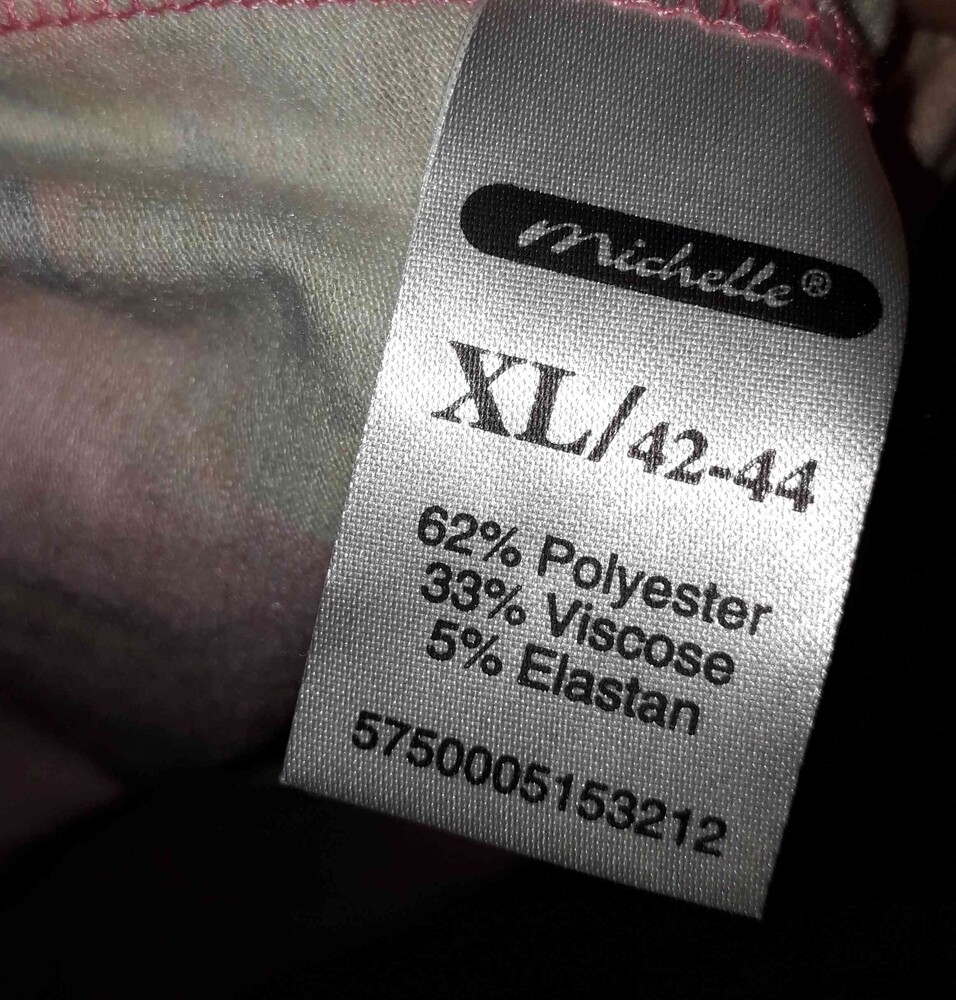 michelle®
XL/42-44
62% Polyester
33% Viscose
5% Elastan
5750005153212